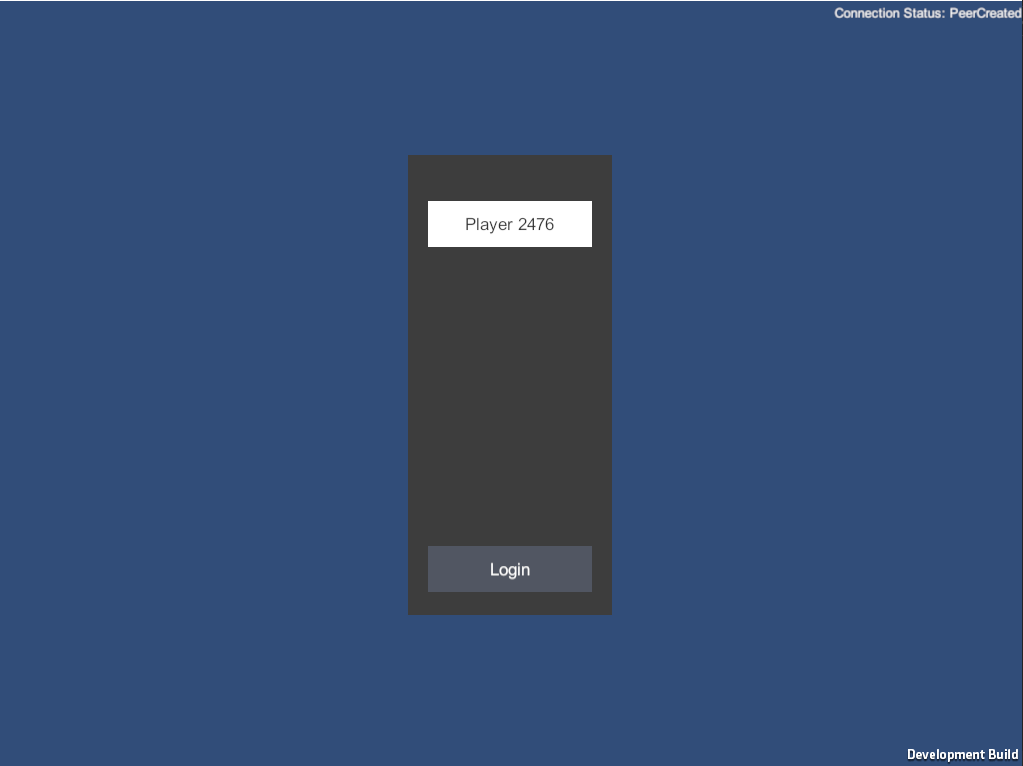 Connection Status: PeerCreated
Player 2476
Login
Development Build